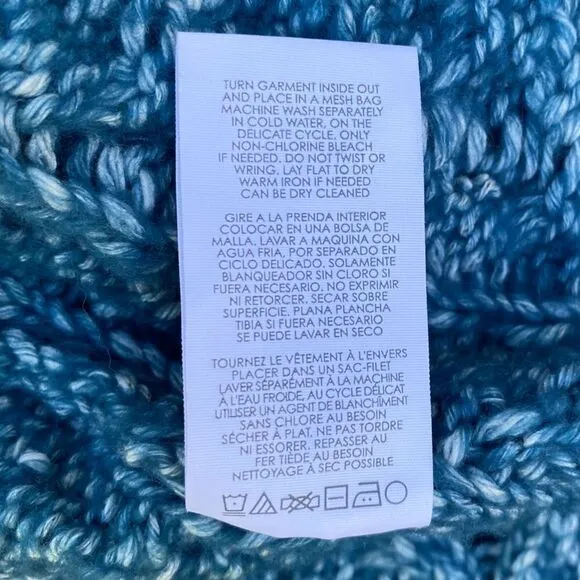 TURN GARMENT INSIDE OUT
AND PLACE IN A MESH BAG
MACHINE WASH SEPARATELY
IN COLD WATER, ON THE
DELICATE CYCLE, ONLY
NON-CHLORINE BLEACH
IF NEEDED. DO NOT TWIST OR
WRING, LAY FLAT TO DRY
WARM IRON IF NEEDED
CAN BE DRY CLEANED
GIRE A LA PRENDA INTERIOR
COLOCAR EN UNA BOLSA DE
MALLA. LAVAR A MAQUINA CON
AGUA FRIA, POR SEPARADO EN
CICLO DELICADO. SOLAMENTE
BLANQUEADOR SIN CLORO SI
FUERA NECESARIO. NO EXPRIMIR
NI RETORCER. SECAR SOBRE
SUPERFICIE. PLANA PLANCHA
TIBIA SI FUERA NECESARIO
SE PUEDE LAVAR EN SECO
TOURNEZ LE VÊTEMENT À L'ENVERS
PLACER DANS UN SAC-FILET
LAVER SÉPARÉMENT À LA MACHINE
À L'EAU FROIDE, AU CYCLE DÉLICAT
UTILISER UN AGENT DE BLANCHÎMENT
SANS CHLORE AU BESOIN
SÉCHER À PLAT, NE PAS TORDRE
NI ESSORER. REPASSER AU
FER TIÈDE AU BESOIN
NETTOYAGE À SEC POSSIBLE